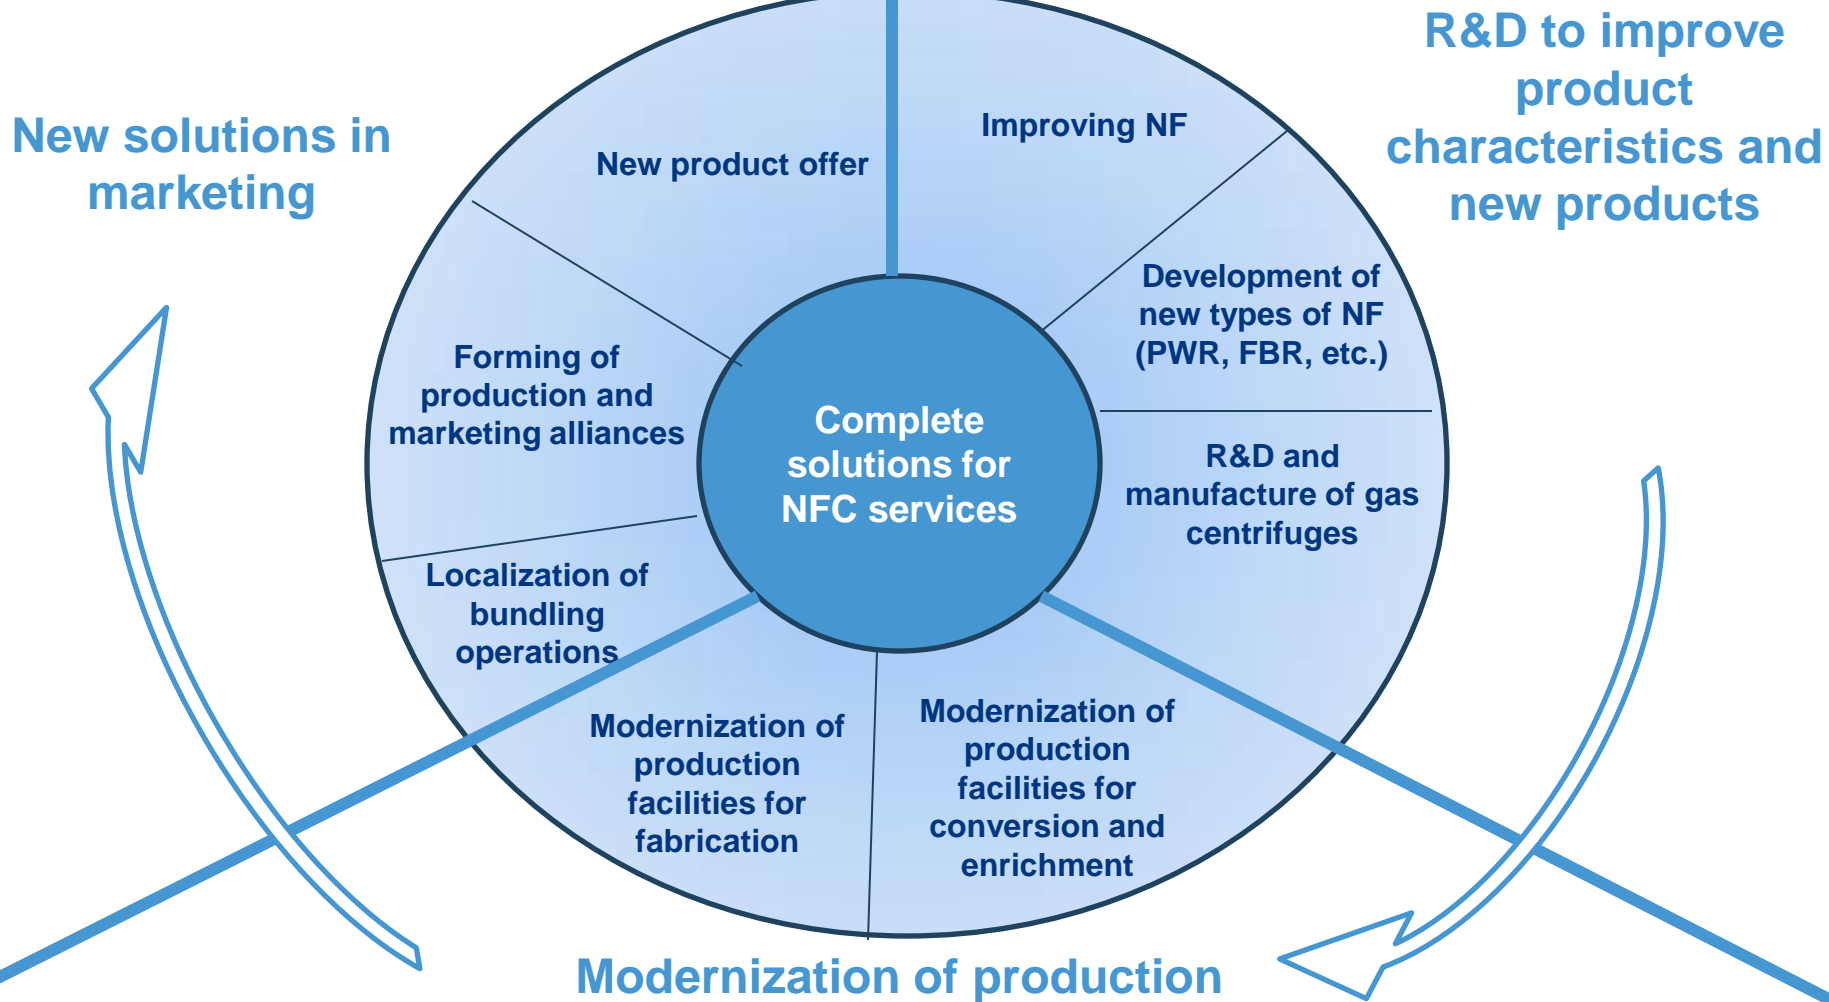 R&D to improve
product
characteristics and
new products
New solutions in
marketing
Improving NF
New product offer
Development of
new types of NF
(PWR, FBR, etc.)
Forming of
production and
marketing alliances
Complete
solutions for
NFC services
R&D and
manufacture of gas
centrifuges
Localization of
bundling
operations
Modernization of
production
facilities for
fabrication
Modernization of
production
facilities for
conversion and
enrichment
Modernization of production